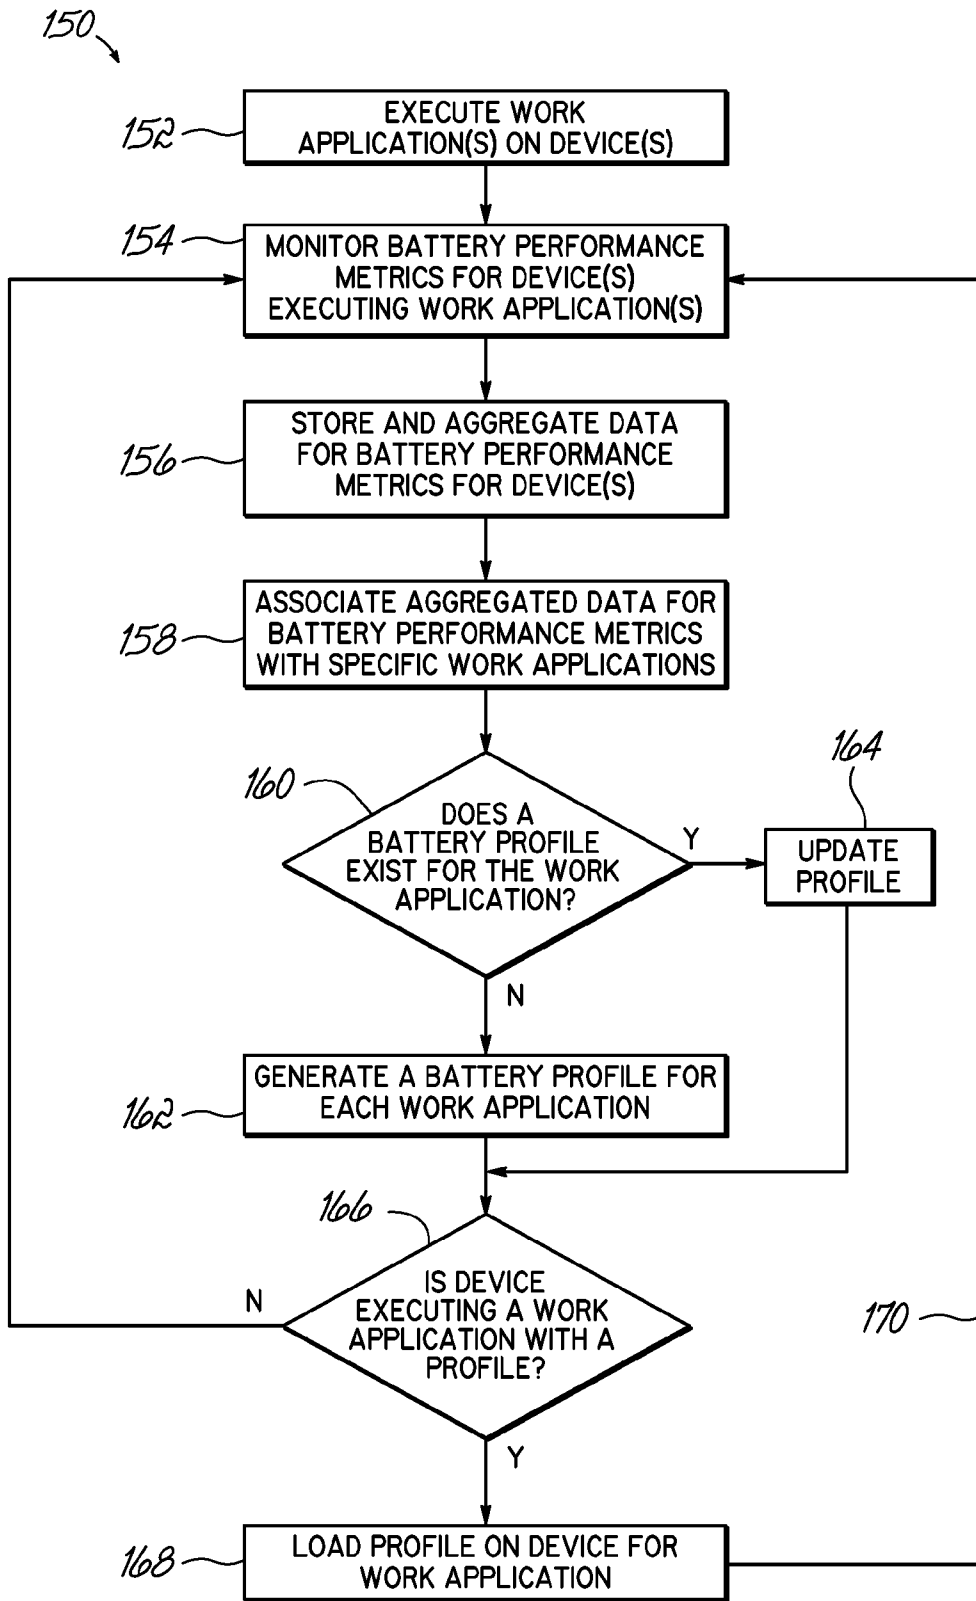 150
152
EXECUTE WORK
APPLICATION(S) ON DEVICE(S)
154
MONITOR BATTERY PERFORMANCE
METRICS FOR DEVICE(S)
EXECUTING WORK APPLICATION(S)
156
STORE AND AGGREGATE DATA
FOR BATTERY PERFORMANCE
METRICS FOR DEVICE(S)
158
ASSOCIATE AGGREGATED DATA FOR
BATTERY PERFORMANCE METRICS
WITH SPECIFIC WORK APPLICATIONS
160
DOES A
BATTERY PROFILE
EXIST FOR THE WORK
APPLICATION?
Y
164
UPDATE
PROFILE
N
162
GENERATE A BATTERY PROFILE FOR
EACH WORK APPLICATION
166
IS DEVICE
EXECUTING A WORK
APPLICATION WITH A
PROFILE?
N
170
Y
168
LOAD PROFILE ON DEVICE FOR
WORK APPLICATION